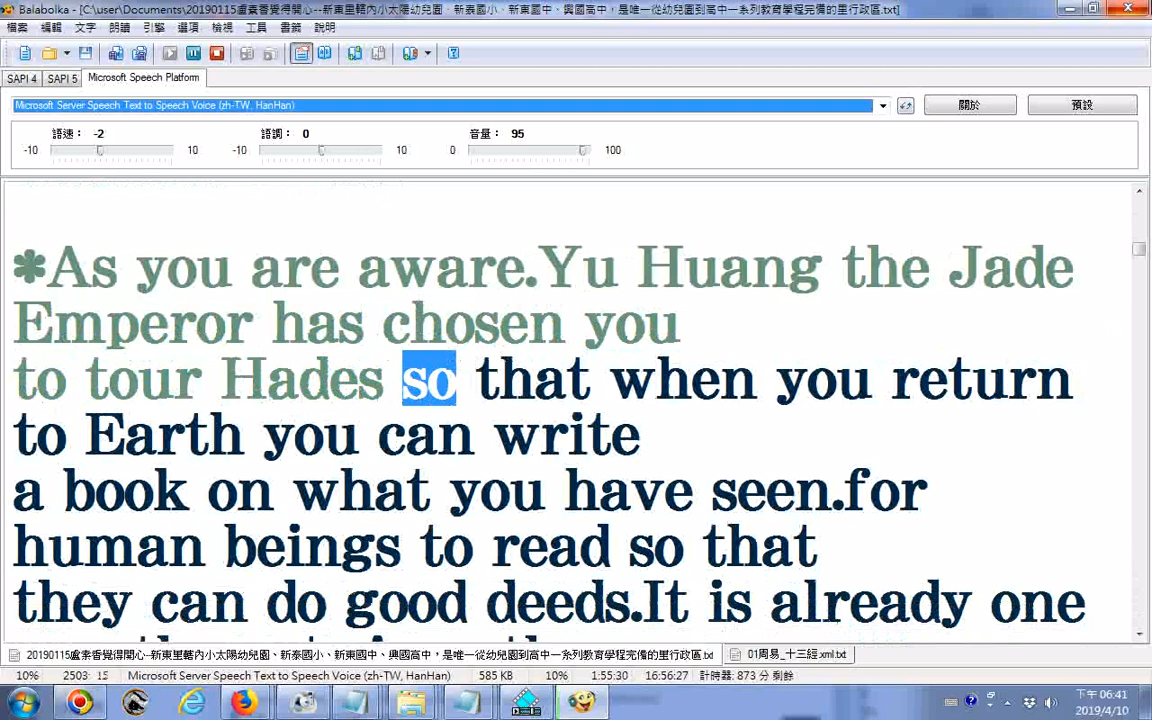 Balabolka - [C:\user\Documents\20190115盧素香覺得開心--新東里轄內小太陽幼兒園、新泰國小、新東國中、興國高中，是唯一從幼兒園到高中一系列教育學程完備的里行政區.txt]
檔案 編輯 文字 朗讀 引擎 選項 檢視 工具 書籤 說明
SAPI 4 SAPI 5 Microsoft Speech Platform
Microsoft Server Speech Text to Speech Voice (zh-TW, HanHan) 關於 預設
語速： -2 語調： 0 音量： 95
-10 10 -10 10 0 100
✽As you are aware.Yu Huang the Jade
Emperor has chosen you
to tour Hades so that when you return
to Earth you can write
a book on what you have seen.for
human beings to read so that
they can do good deeds.It is already one
20190115盧素香覺得開心--新東里轄內小太陽幼兒園、新泰國小、新東國中、興國高中，是唯一從幼兒園到高中一系列教育學程完備的里行政區.txt 01周易_十三經.xml.txt
10% 2503: 15 Microsoft Server Speech Text to Speech Voice (zh-TW, HanHan) 585 KB 10% 1:55:30 16:56:27 計時器: 873 分 剩餘
下午 06:41
2019/4/10